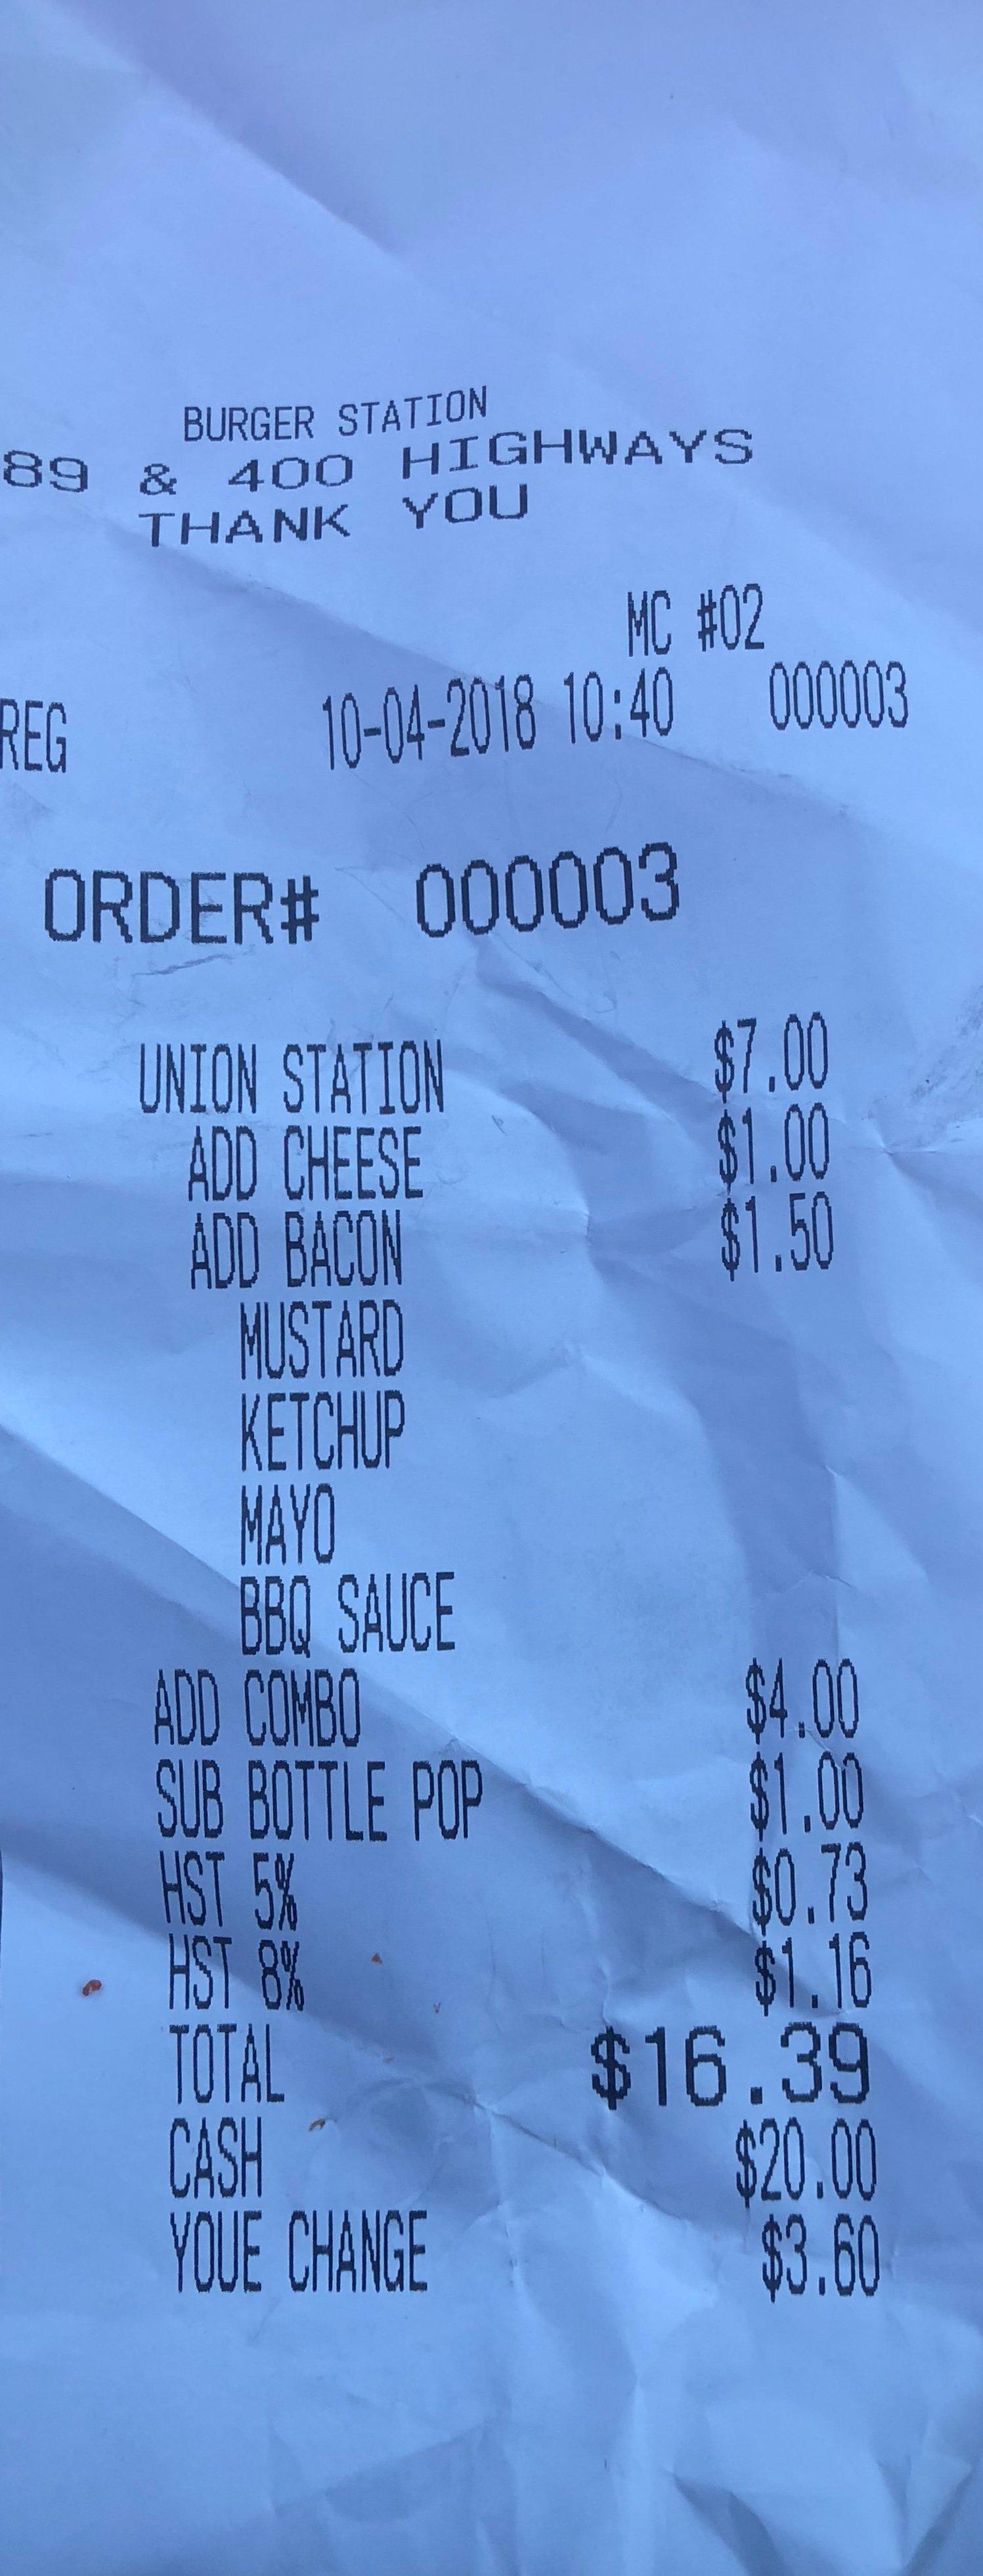 BURGER STATION
89 & 400 HIGHWAYS
THANK YOU
MC #02
REG 10-04-2018 10:40 000003
ORDER# 000003
UNION STATION $7.00
ADD CHEESE $1.00
ADD BACON $1.50
MUSTARD
KETCHUP
MAYO
BBQ SAUCE
ADD COMBO $4.00
SUB BOTTLE POP $1.00
HST 5% $0.73
HST 8% $1.16
TOTAL $16.39
CASH $20.00
YOUE CHANGE $3.60